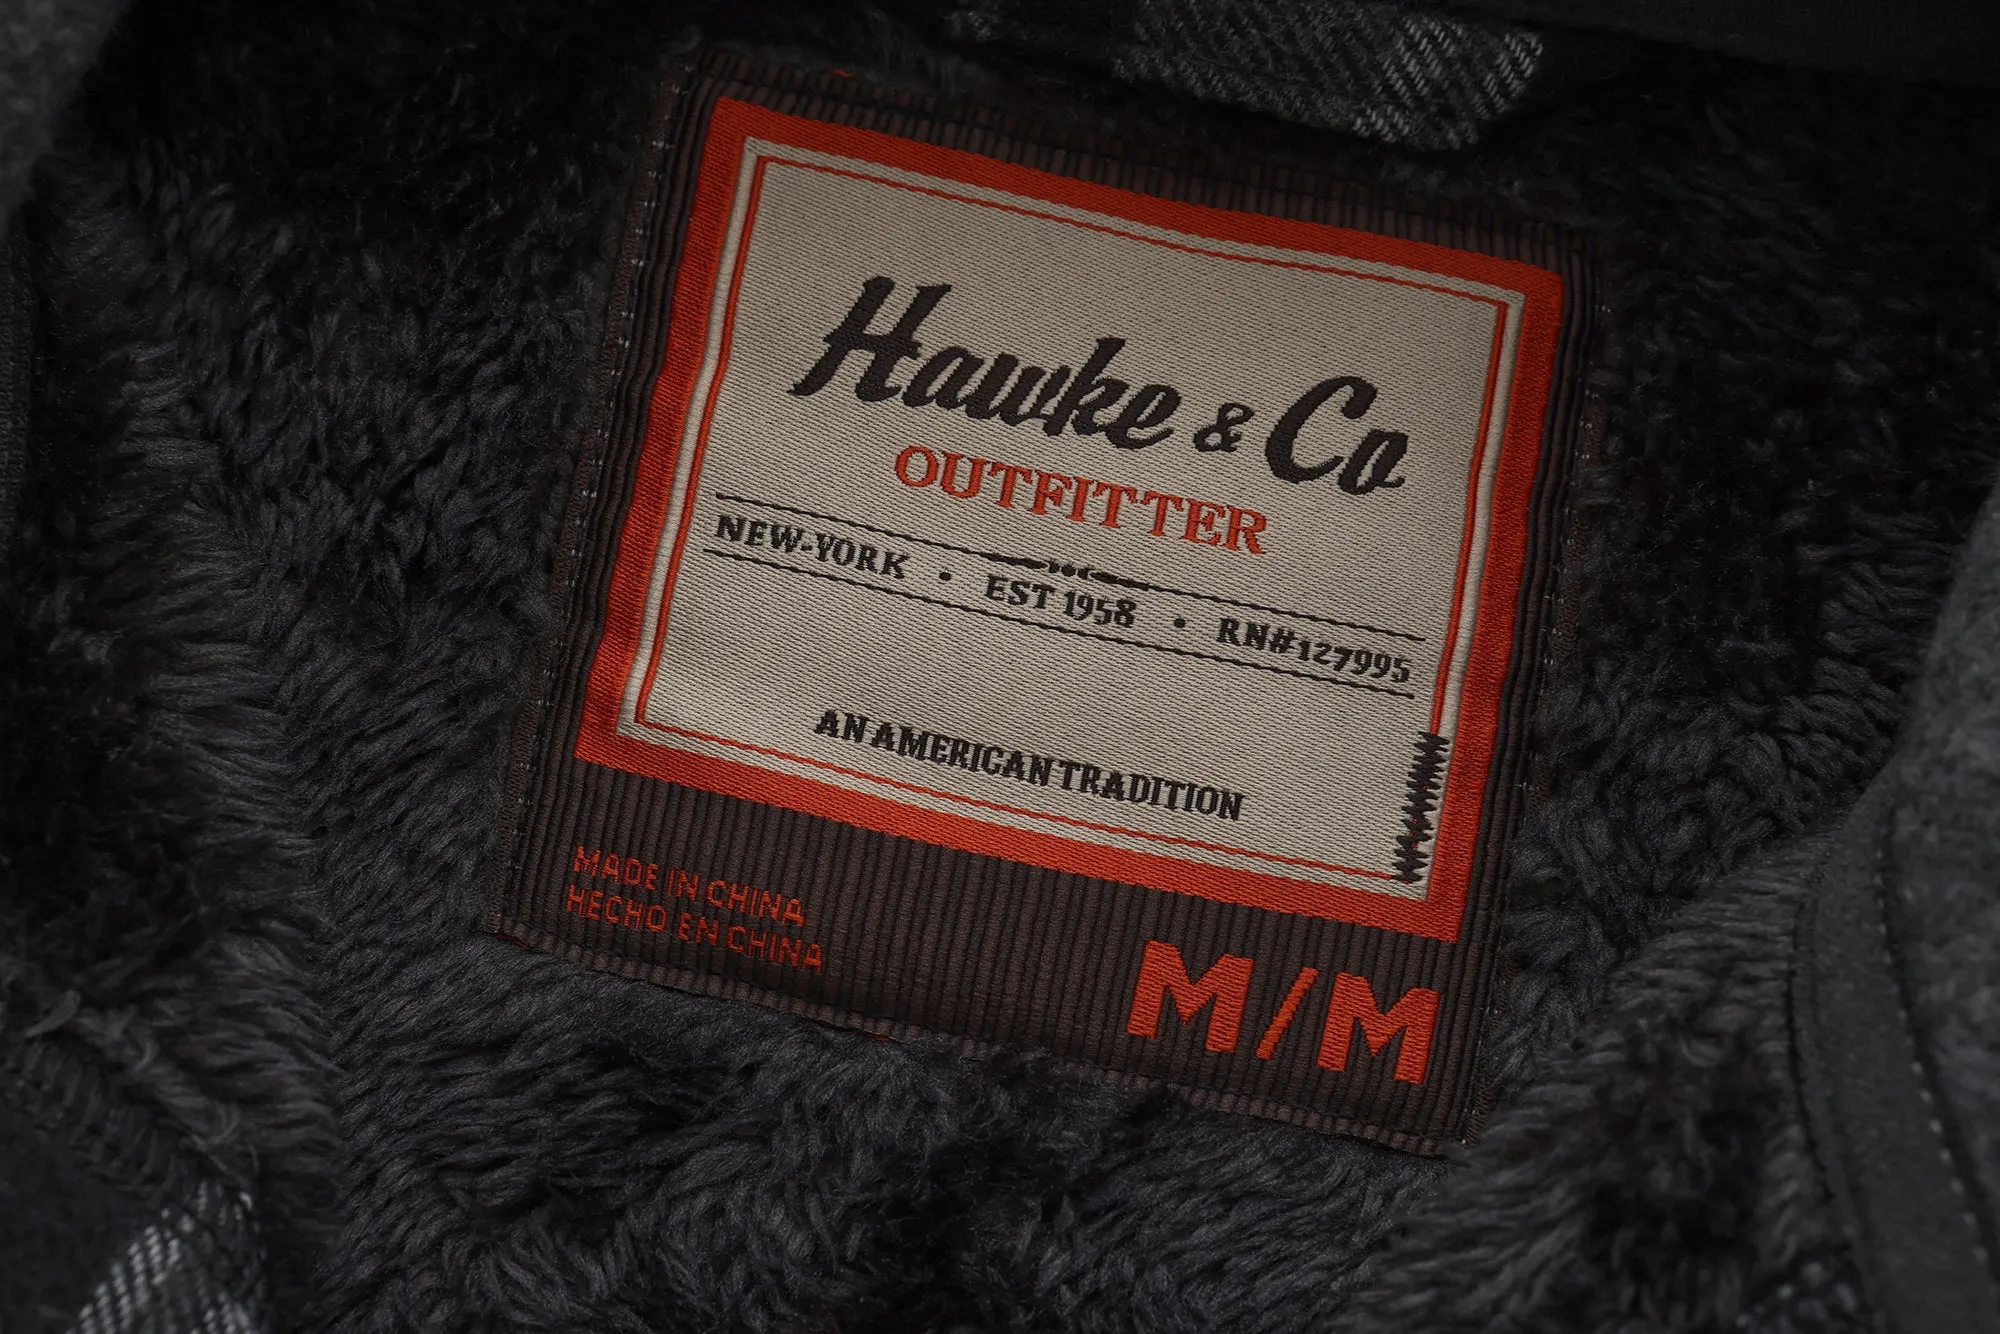 Hawke & Co
OUTFITTER
NEW-YORK • EST 1958 • RN#127995
AN AMERICAN TRADITION
MADE IN CHINA
HECHO EN CHINA
M/M